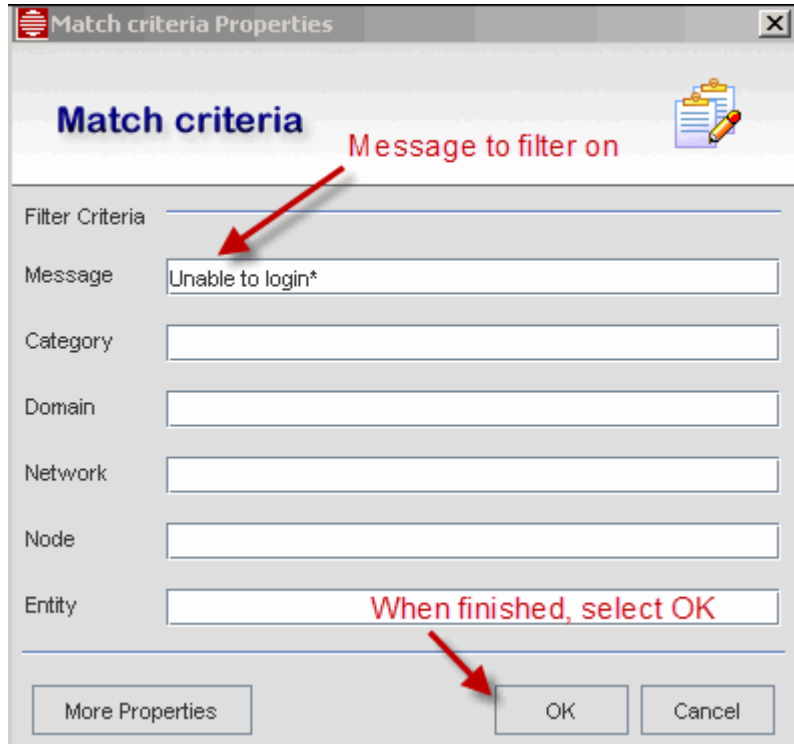 Match criteria Properties
Match criteria
Message to filter on
Filter Criteria
Message
Unable to login*
Category
Domain
Network
Node
Entity
When finished, select OK
More Properties
OK
Cancel